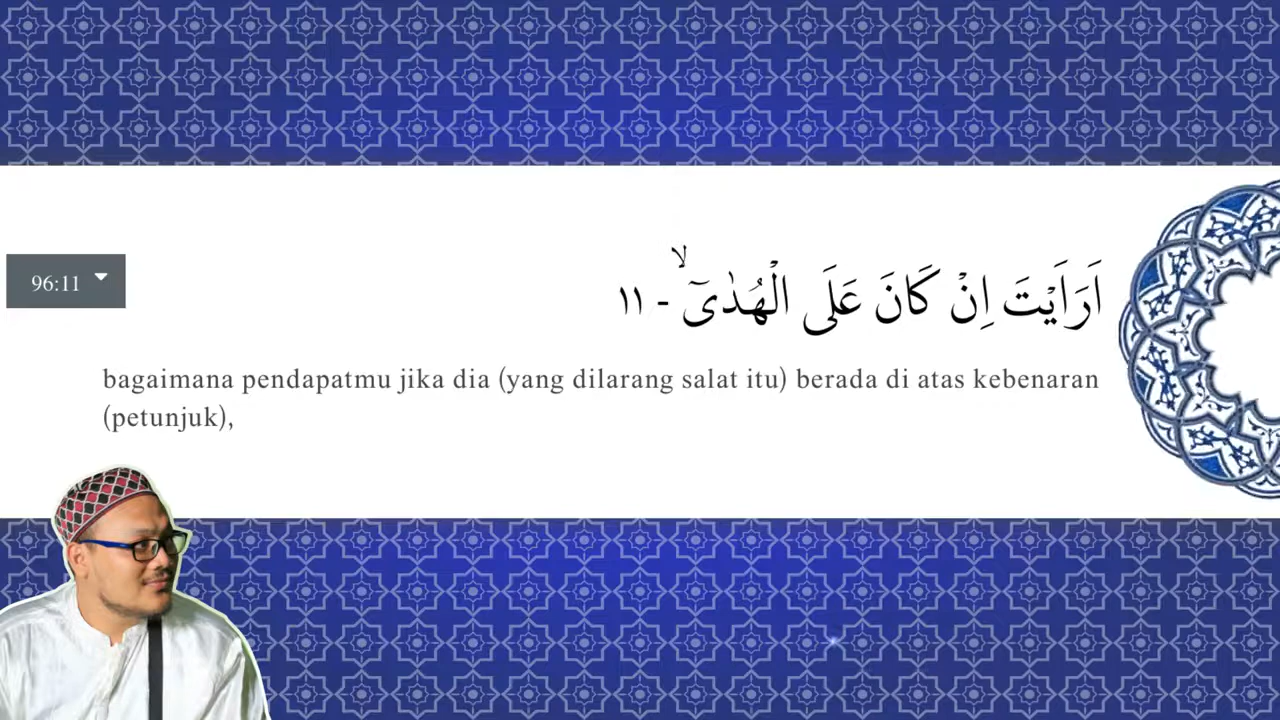 اَرَاَيْتَ اِنْ كَانَ عَلَى الْهُدٰىٓ ۙ - ١١
96:11
bagaimana pendapatmu jika dia (yang dilarang salat itu) berada di atas kebenaran
(petunjuk),